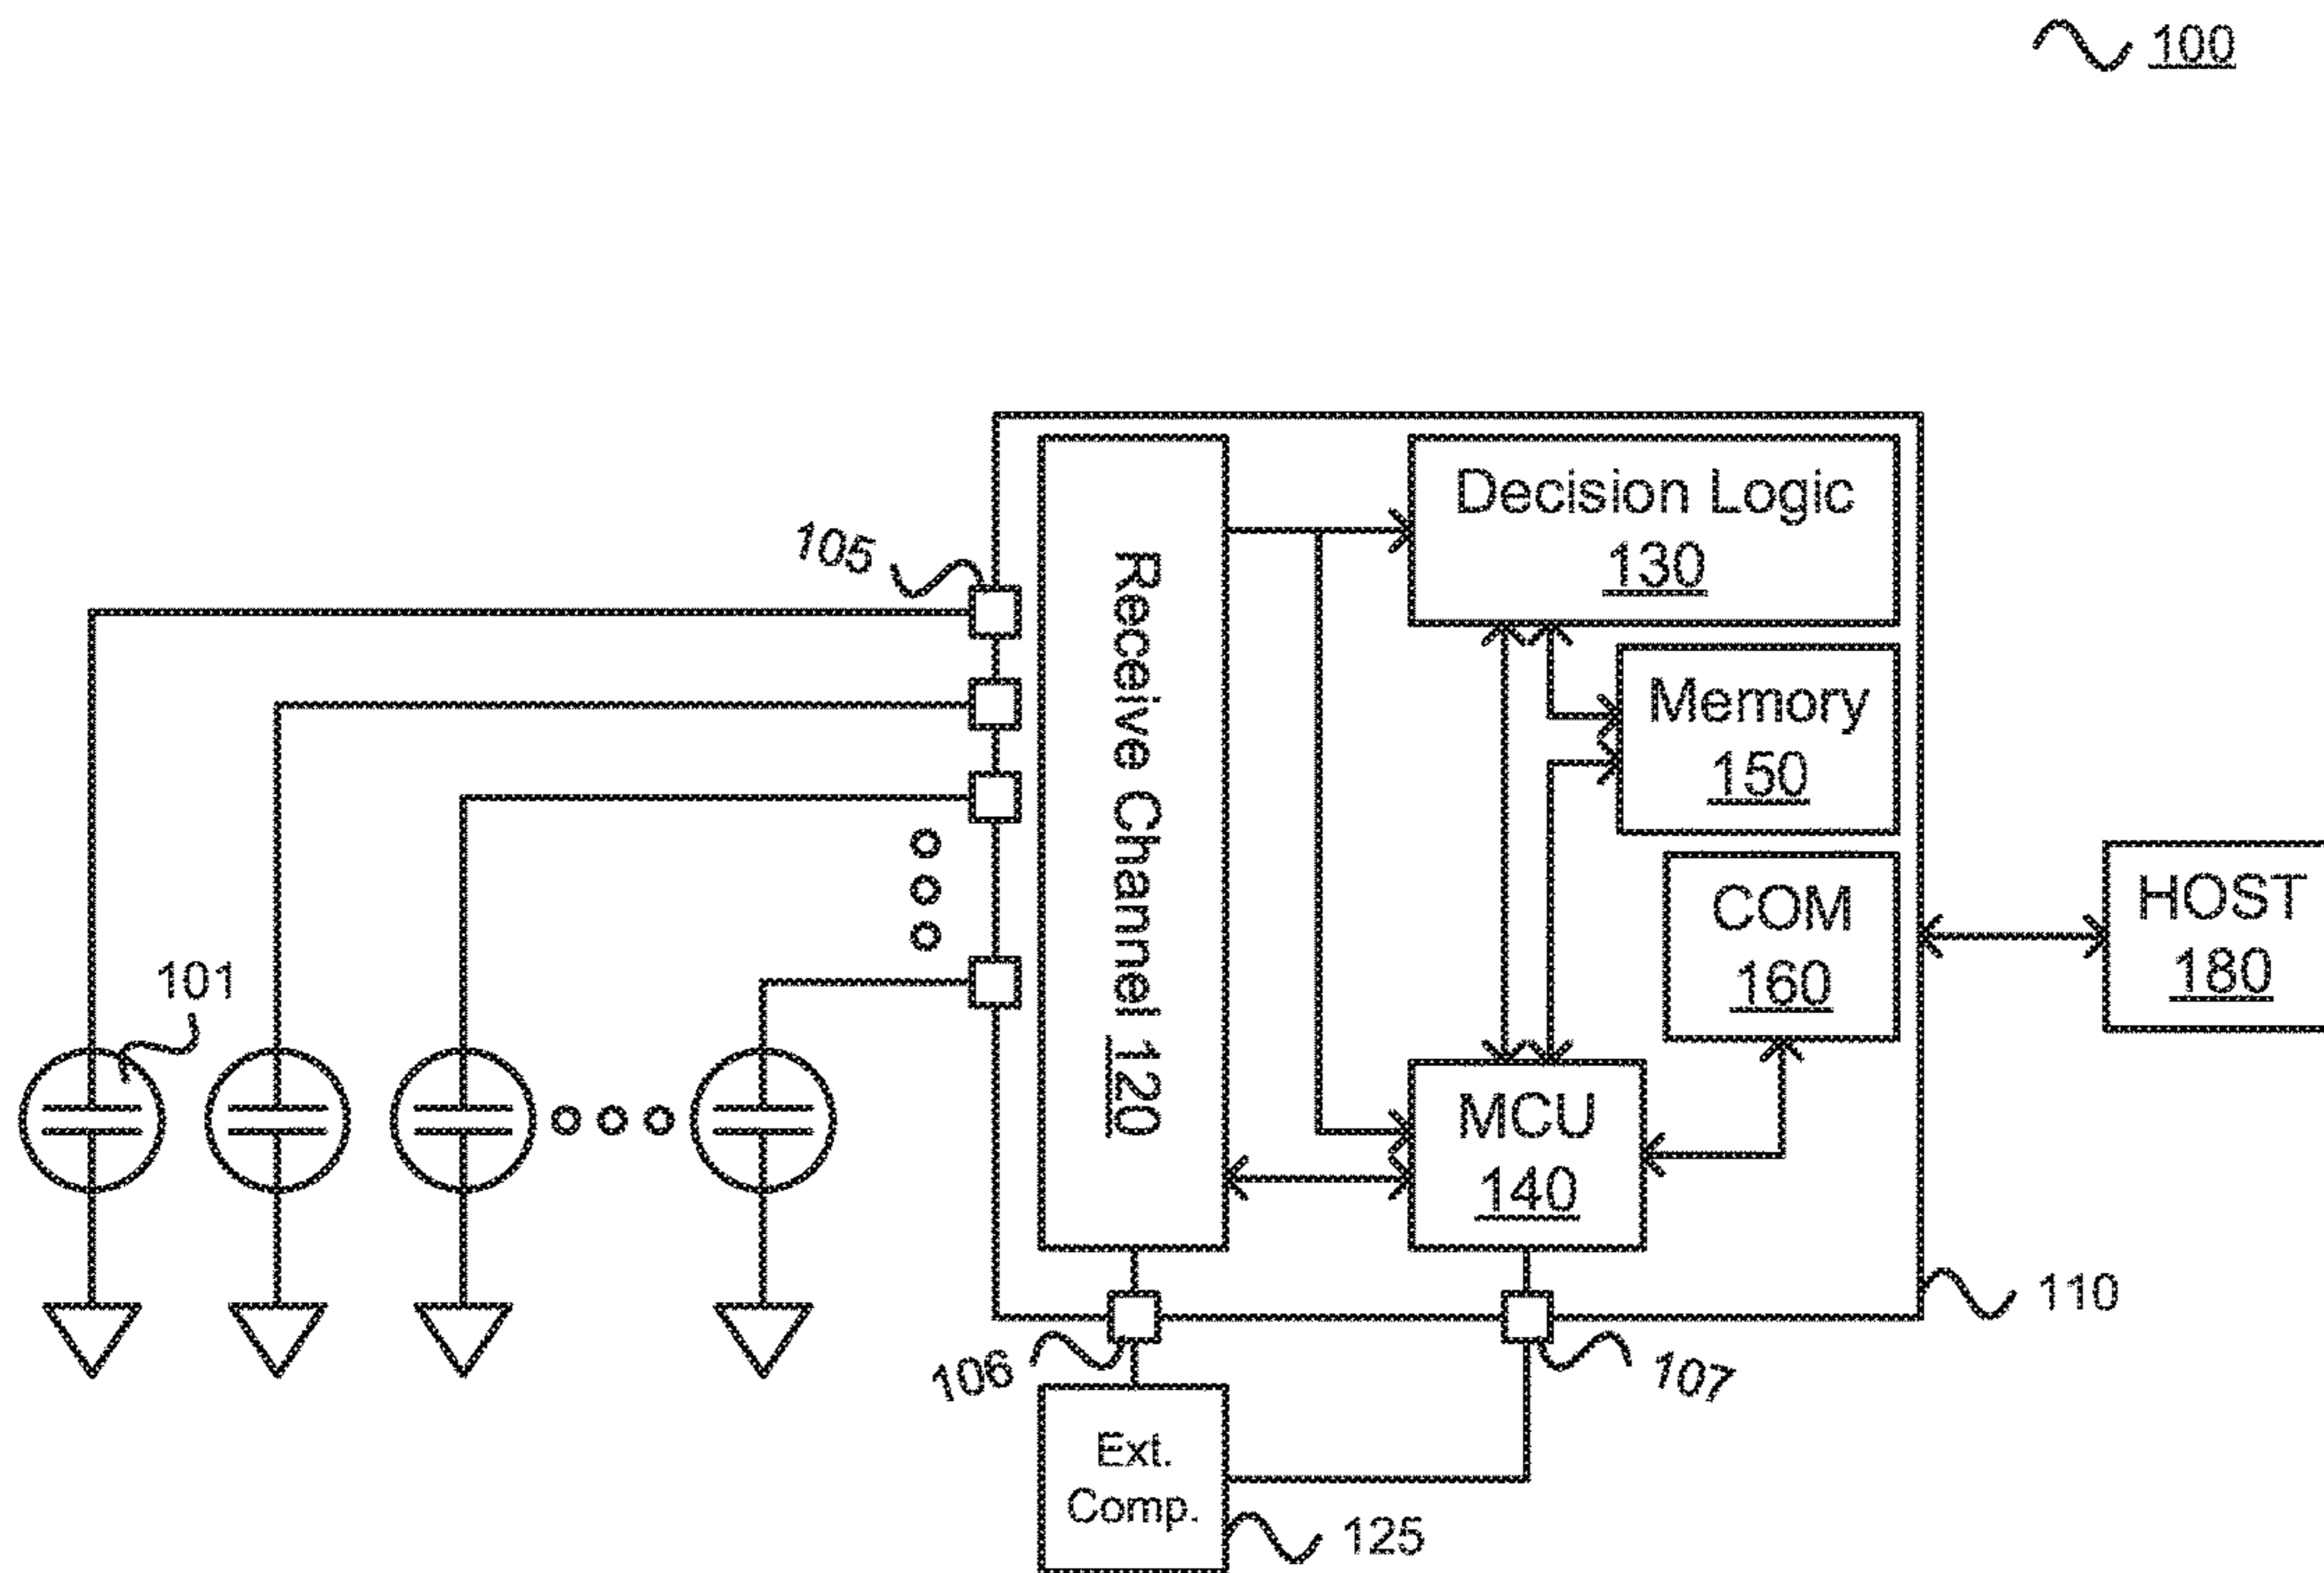 100
Decision Logic
130
105
Receive Channel 120
Memory
150
COM
160
HOST
180
101
MCU
140
110
106
107
Ext.
Comp.
125